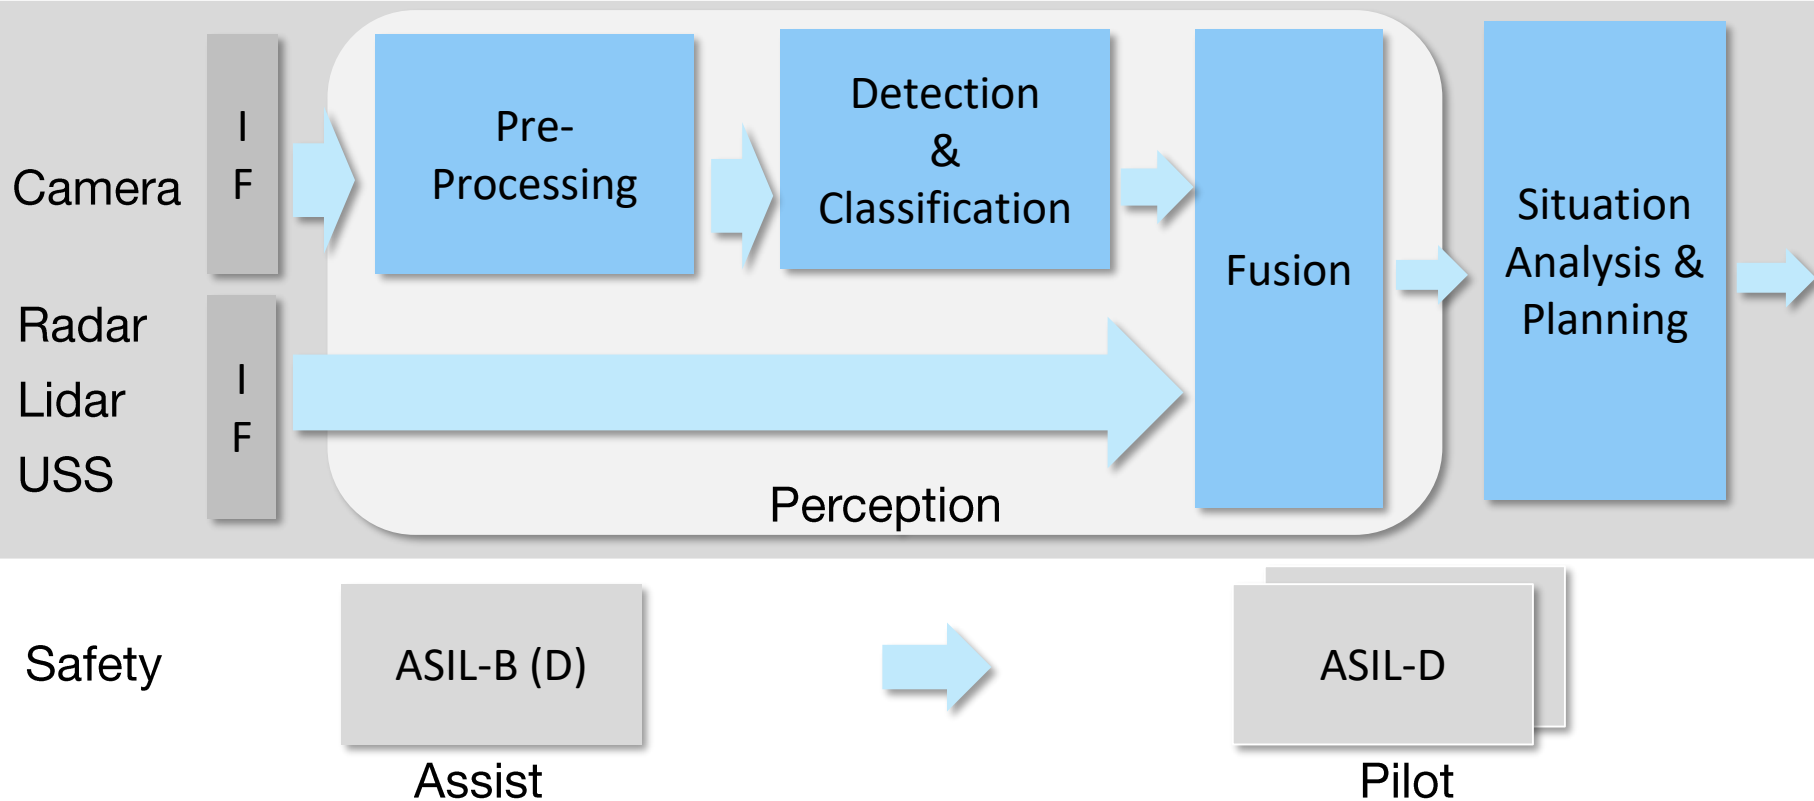 Camera
I
F
Pre-
Processing
Detection
&
Classification
Fusion
Situation
Analysis &
Planning
Radar
Lidar
USS
I
F
Perception
Safety
ASIL-B (D)
ASIL-D
Assist
Pilot